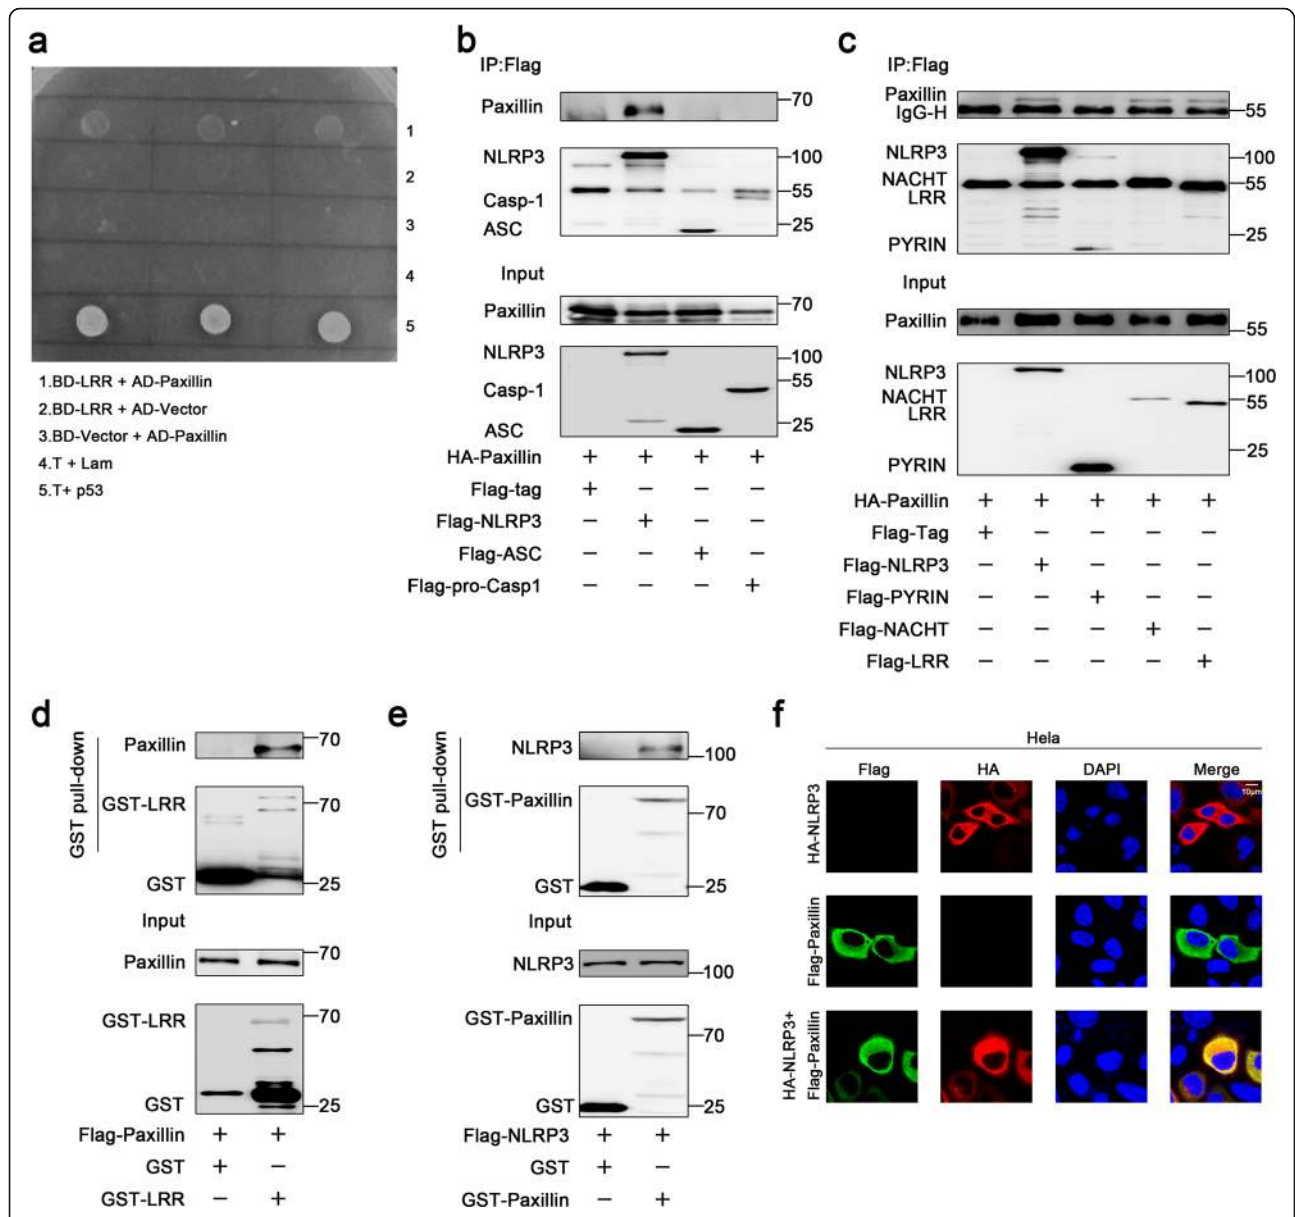 a
1
2
3
4
5
1.BD-LRR + AD-Paxillin
2.BD-LRR + AD-Vector
3.BD-Vector + AD-Paxillin
4.T + Lam
5.T+ p53
b
IP:Flag
Paxillin
70
NLRP3
100
Casp-1
55
ASC
25
Input
Paxillin
70
NLRP3
100
Casp-1
55
ASC
25
HA-Paxillin + + + +
Flag-tag + − − −
Flag-NLRP3 − + − −
Flag-ASC − − + −
Flag-pro-Casp1 − − − +
c
IP:Flag
Paxillin
IgG-H
55
NLRP3
100
NACHT
55
LRR
25
PYRIN
Input
Paxillin
55
NLRP3
100
NACHT
55
LRR
25
PYRIN
HA-Paxillin + + + + +
Flag-Tag + − − − −
Flag-NLRP3 − + − − −
Flag-PYRIN − − + − −
Flag-NACHT − − − + −
Flag-LRR − − − − +
d
GST pull-down
Paxillin
70
GST-LRR
70
GST
25
Input
Paxillin
70
GST-LRR
70
GST
25
Flag-Paxillin + +
GST + −
GST-LRR − +
e
GST pull-down
NLRP3
100
GST-Paxillin
70
GST
25
Input
NLRP3
100
GST-Paxillin
70
GST
25
Flag-NLRP3 + +
GST + −
GST-Paxillin − +
f
Hela
Flag HA DAPI Merge
10μm
HA-NLRP3
Flag-Paxillin
HA-NLRP3+
Flag-Paxillin